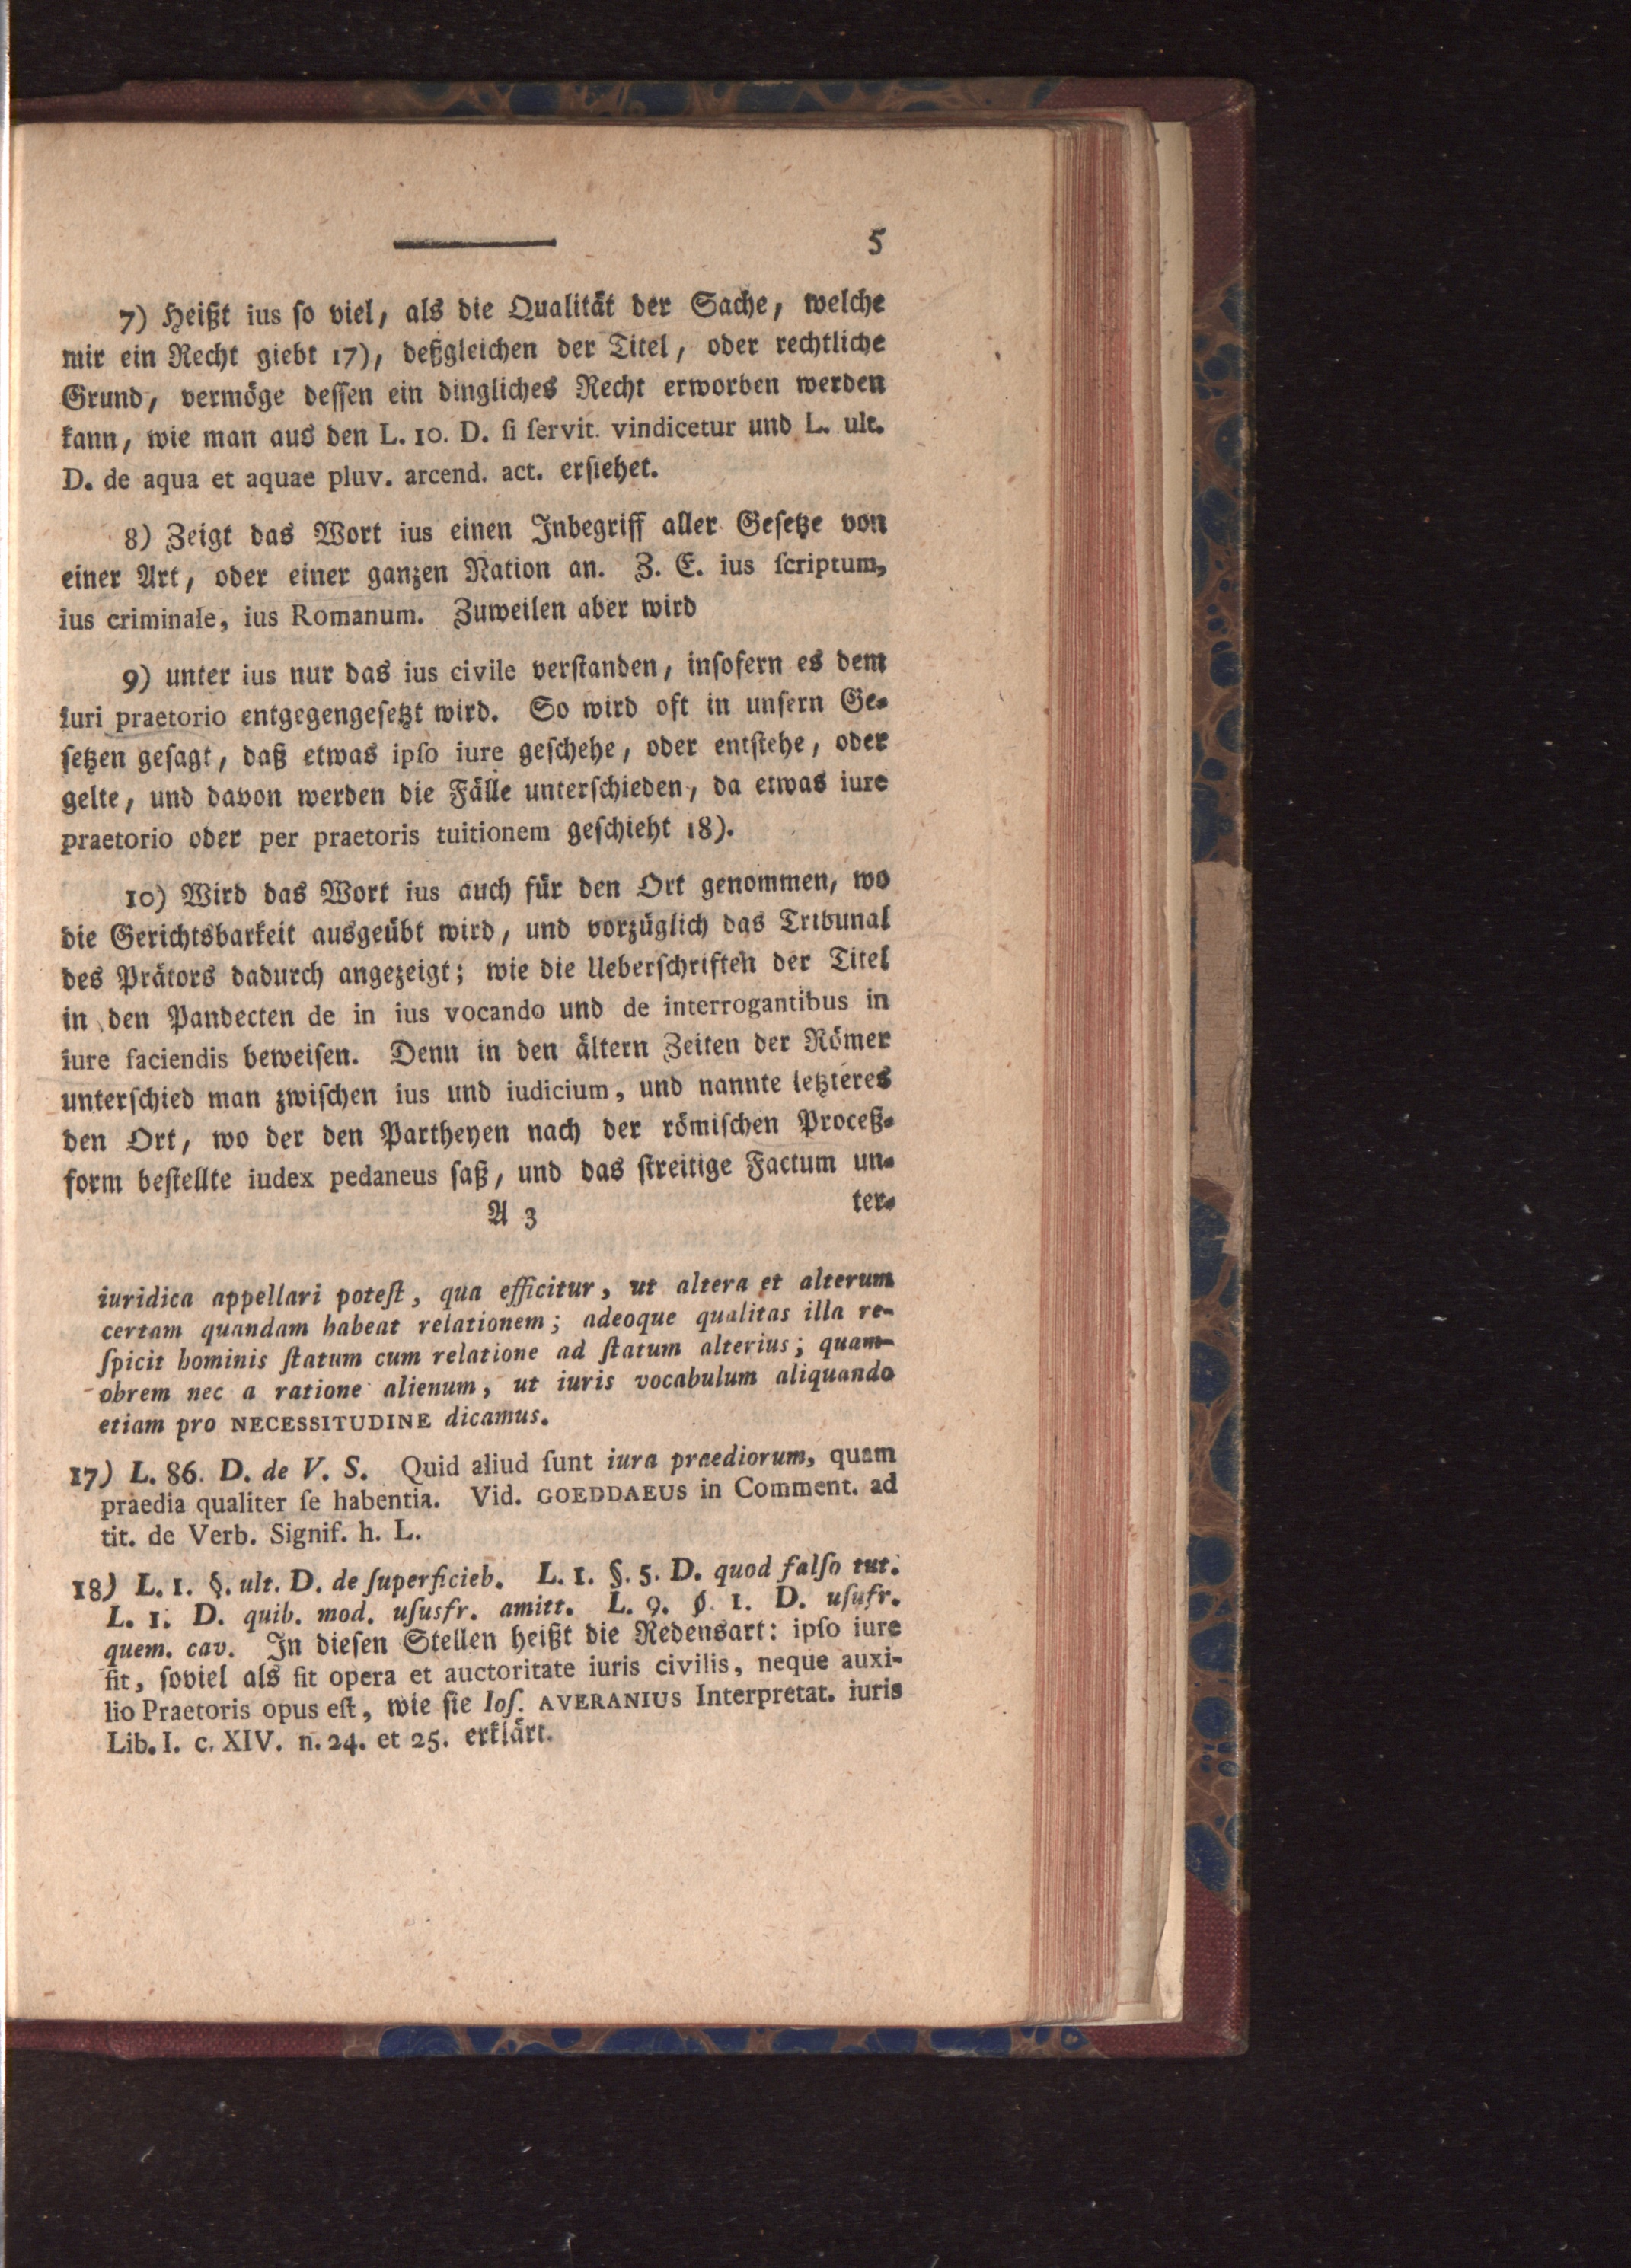 5
7) Heißt ius ſo viel, als die Qualität der Sache, welche
mir ein Recht giebt 17), deßgleichen der Titel, oder rechtliche
Grund, vermöge deſſen ein dingliches Recht erworben werden
kann, wie man aus den L. 10. D. ſi ſervit. vindicetur und L. ult.
D. de aqua et aquae pluv. arcend. act. erſiehet.
8) Zeigt das Wort ius einen Inbegriff aller Geſetze von
einer Art, oder einer ganzen Nation an. Z. E. ius ſcriptum,
ius criminale, ius Romanum. Zuweilen aber wird
9) unter ius nur das ius civile verſtanden, inſofern es dem
iuri praetorio entgegengeſetzt wird. So wird oft in unſern Ge-
ſetzen geſagt, daß etwas ipſo iure geſchehe, oder entſtehe, oder
gelte, und davon werden die Fälle unterſchieden, da etwas iure
praetorio oder per praetoris tuitionem geſchieht 18).
10) Wird das Wort ius auch für den Ort genommen, wo
die Gerichtsbarkeit ausgeübt wird, und vorzüglich das Tribunal
des Prätors dadurch angezeigt; wie die Ueberſchriften der Titel
in den Pandecten de in ius vocando und de interrogantibus in
iure faciendis beweiſen. Denn in den ältern Zeiten der Römer
unterſchied man zwiſchen ius und iudicium, und nannte letzteres
den Ort, wo der den Partheyen nach der römiſchen Proceß-
form beſtellte iudex pedaneus ſaß, und das ſtreitige Factum un-
A 3
ter-
iuridica appellari poteſt, qua efficitur, ut altera et alterum
certam quandam habeat relationem; adeoque qualitas illa re-
ſpicit hominis ſtatum cum relatione ad ſtatum alterius; quam-
obrem nec a ratione alienum, ut iuris vocabulum aliquando
etiam pro NECESSITUDINE dicamus.
17) L. 86. D. de V. S. Quid aliud ſunt iura praediorum, quam
praedia qualiter ſe habentia. Vid. GOEDDAEUS in Comment. ad
tit. de Verb. Signif. h. L.
18) L. 1. §. ult. D. de ſuperficieb. L. 1. §. 5. D. quod falſo tut.
L. 1. D. quib. mod. uſusfr. amitt. L. 9. §. 1. D. uſufr.
quem. cav. In dieſen Stellen heißt die Redensart: ipſo iure
fit, ſoviel als fit opera et auctoritate iuris civilis, neque auxi-
lio Praetoris opus eſt, wie ſie Ioſ. AVERANIUS Interpretat. iuris
Lib. I. c. XIV. n. 24. et 25. erklärt.